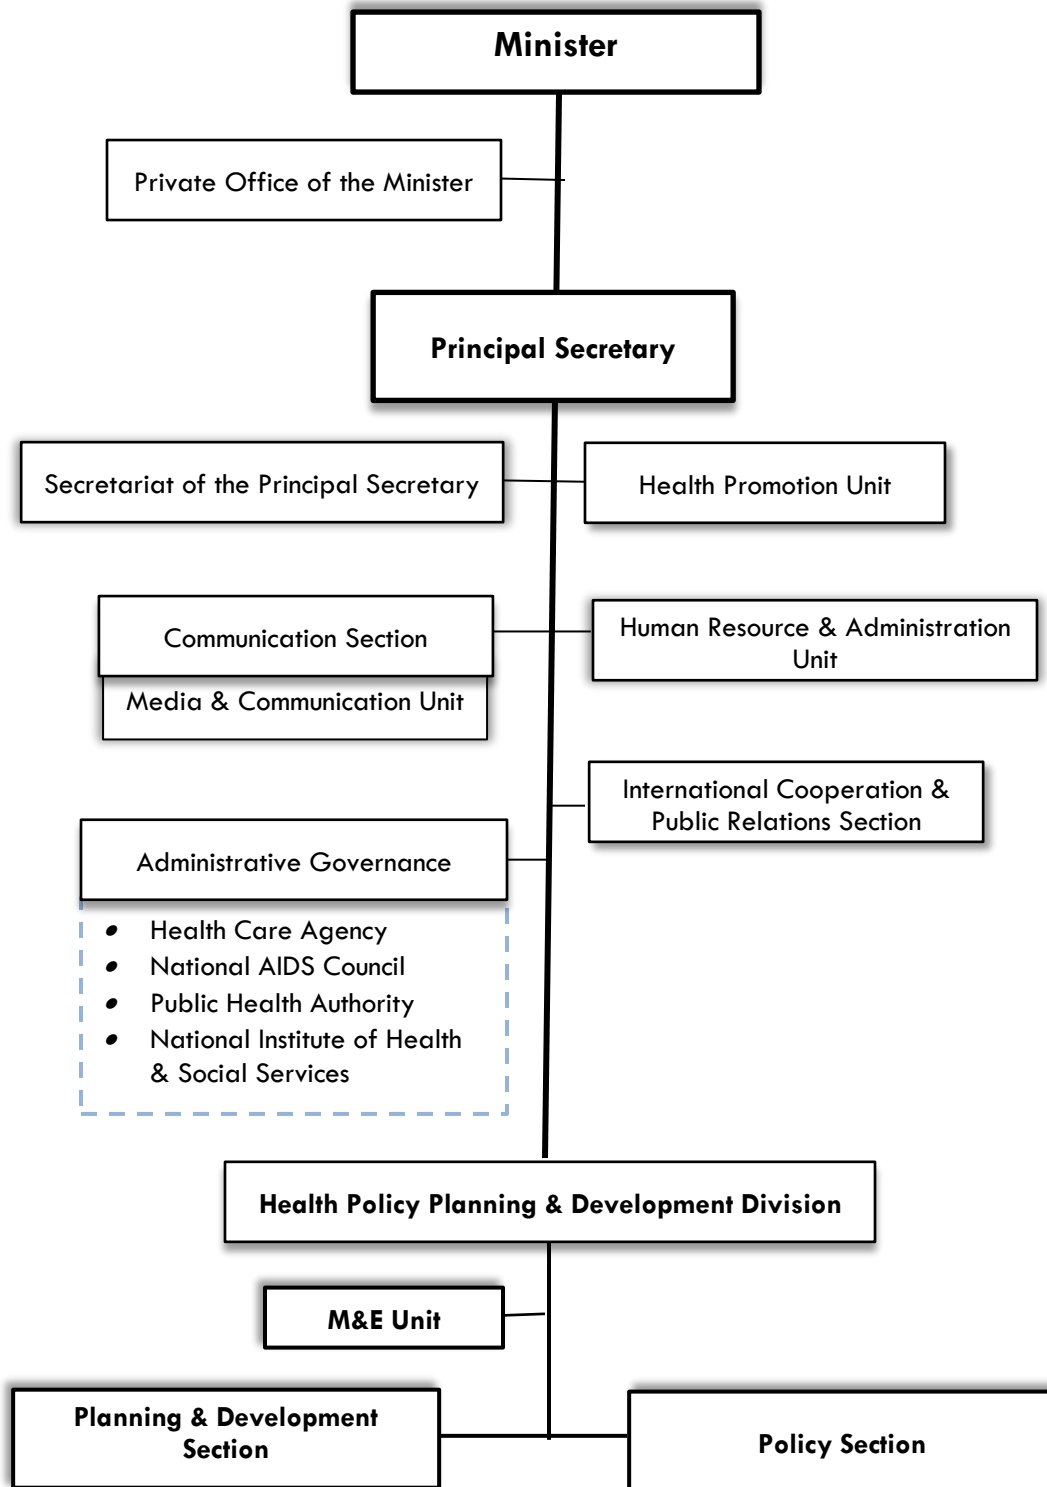 Minister
Private Office of the Minister
Principal Secretary
Secretariat of the Principal Secretary
Health Promotion Unit
Communication Section
Human Resource & Administration
Unit
Media & Communication Unit
International Cooperation &
Public Relations Section
Administrative Governance
• Health Care Agency
• National AIDS Council
• Public Health Authority
• National Institute of Health
& Social Services
Health Policy Planning & Development Division
M&E Unit
Planning & Development
Section
Policy Section